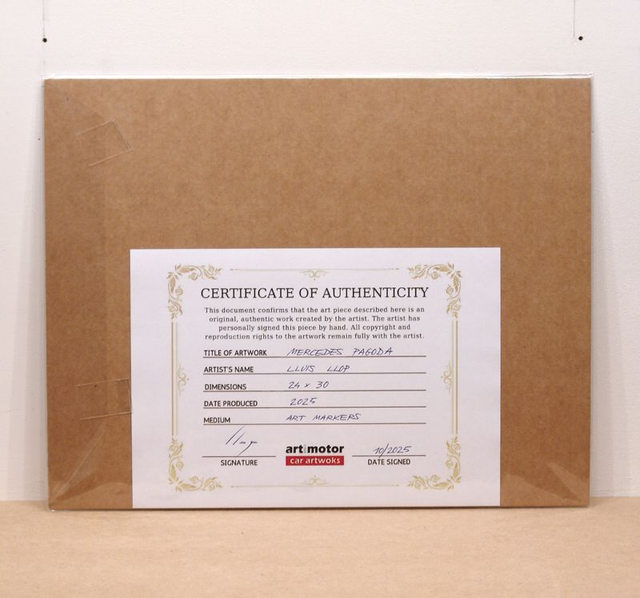 CERTIFICATE OF AUTHENTICITY
This document confirms that the art piece described here is an
original, authentic work created by the artist. The artist has
personally signed this piece by hand. All copyright and
reproduction rights to the artwork remain fully with the artist.
TITLE OF ARTWORK MERCEDES PAGODA
ARTIST'S NAME LLUIS LLOP
DIMENSIONS 24 x 30
DATE PRODUCED 2025
MEDIUM ART MARKERS
Llop
art motor
car artwoks
10/2025
SIGNATURE
DATE SIGNED